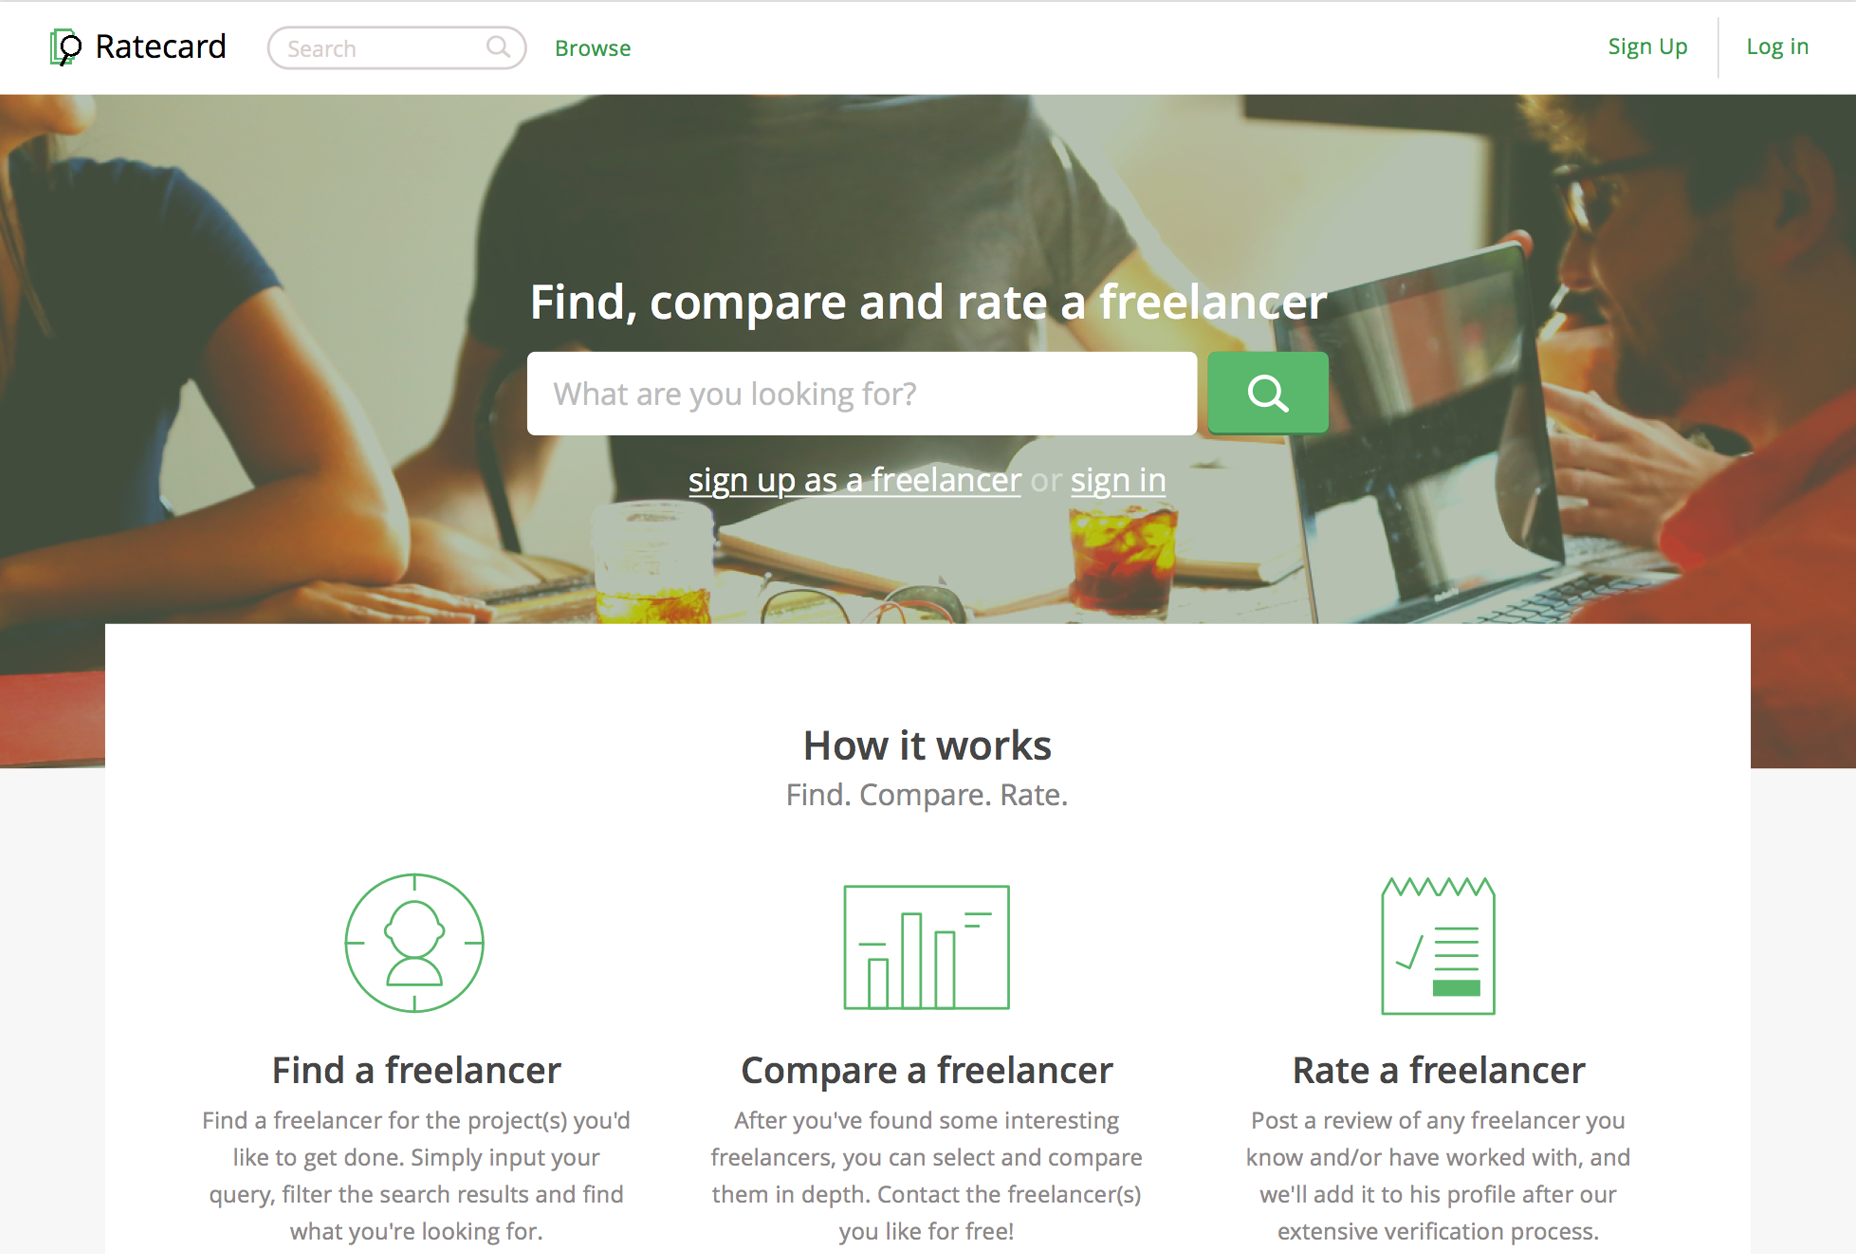 Ratecard
Search
Browse
Sign Up
Log in
Find, compare and rate a freelancer
What are you looking for?
sign up as a freelancer or sign in
How it works
Find. Compare. Rate.
Find a freelancer
Find a freelancer for the project(s) you'd
like to get done. Simply input your
query, filter the search results and find
what you're looking for.
Compare a freelancer
After you've found some interesting
freelancers, you can select and compare
them in depth. Contact the freelancer(s)
you like for free!
Rate a freelancer
Post a review of any freelancer you
know and/or have worked with, and
we'll add it to his profile after our
extensive verification process.